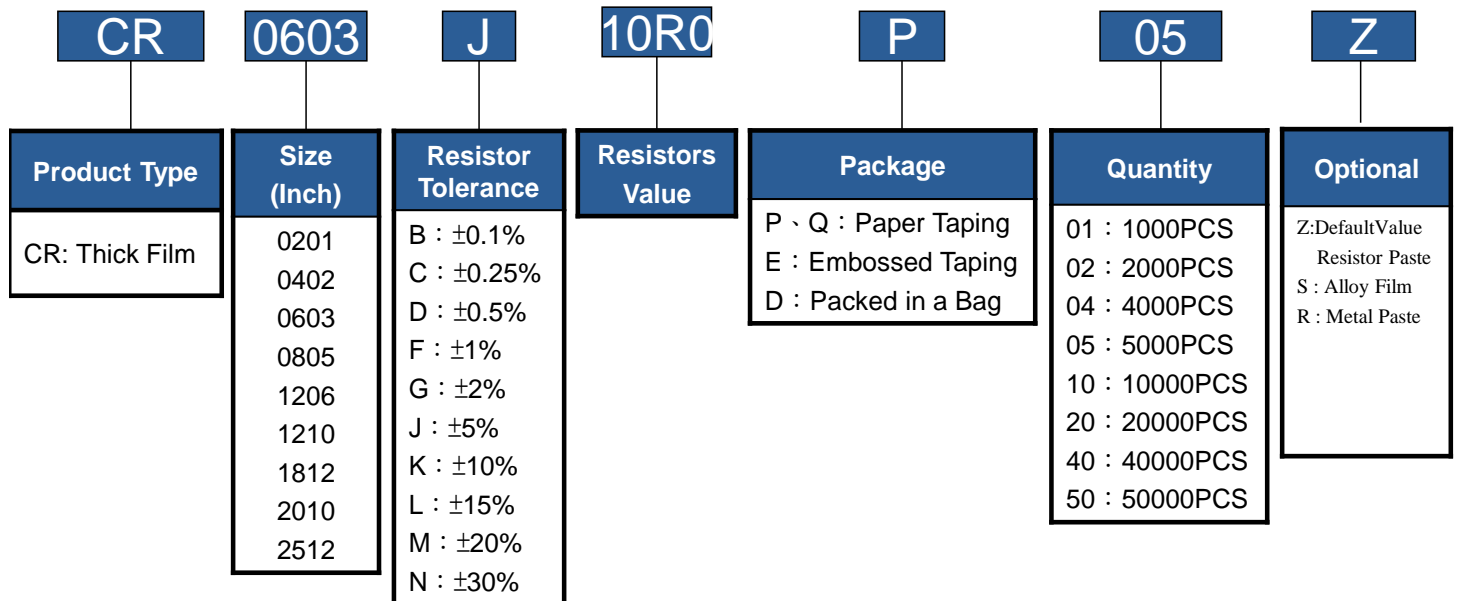 CR 0603 J 10R0 P 05 Z
Product Type
CR: Thick Film
Size
(Inch)
0201
0402
0603
0805
1206
1210
1812
2010
2512
Resistor
Tolerance
B：±0.1%
C：±0.25%
D：±0.5%
F：±1%
G：±2%
J：±5%
K：±10%
L：±15%
M：±20%
N：±30%
Resistors
Value
Package
P、Q：Paper Taping
E：Embossed Taping
D：Packed in a Bag
Quantity
01：1000PCS
02：2000PCS
04：4000PCS
05：5000PCS
10：10000PCS
20：20000PCS
40：40000PCS
50：50000PCS
Optional
Z:DefaultValue
Resistor Paste
S : Alloy Film
R : Metal Paste